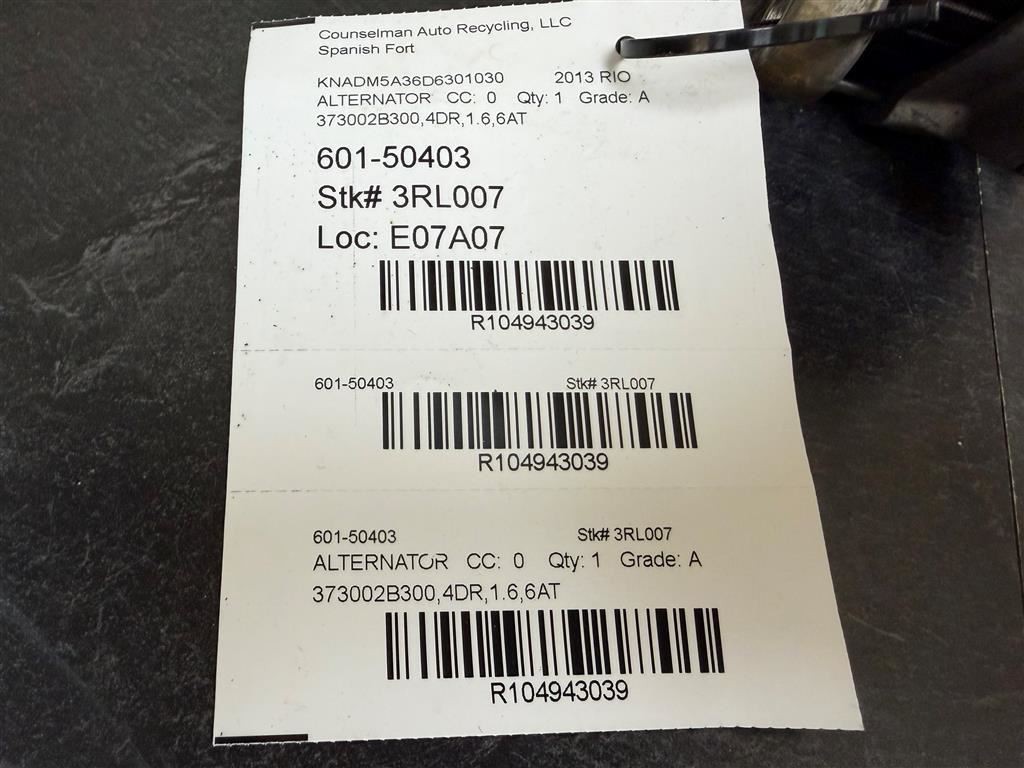 Counselman Auto Recycling, LLC
Spanish Fort
KNADM5A36D6301030 2013 RIO
ALTERNATOR CC: 0 Qty: 1 Grade: A
373002B300,4DR,1.6,6AT
601-50403
Stk# 3RL007
Loc: E07A07
R104943039
601-50403 Stk# 3RL007
R104943039
601-50403 Stk# 3RL007
ALTERNATOR CC: 0 Qty: 1 Grade: A
373002B300,4DR,1.6,6AT
R104943039